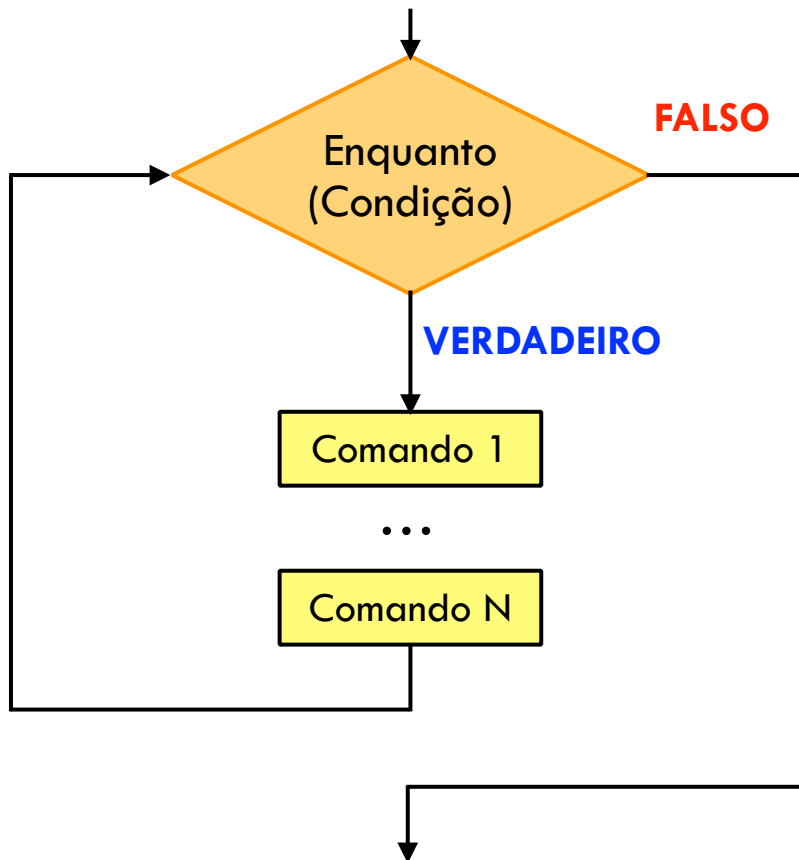 FALSO
Enquanto
(Condição)
VERDADEIRO
Comando 1
...
Comando N